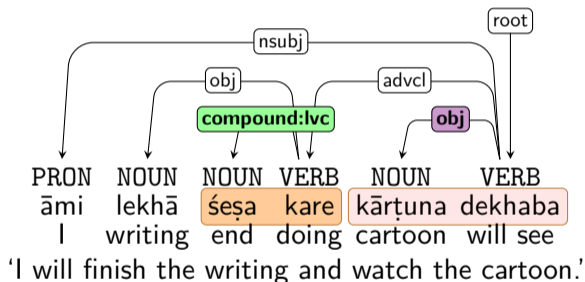 root
nsubj
obj advcl
compound:lvc obj
PRON NOUN NOUN VERB NOUN VERB
āmi lekhā śeṣa kare kārṭuna dekhaba
I writing end doing cartoon will see
‘I will finish the writing and watch the cartoon.’